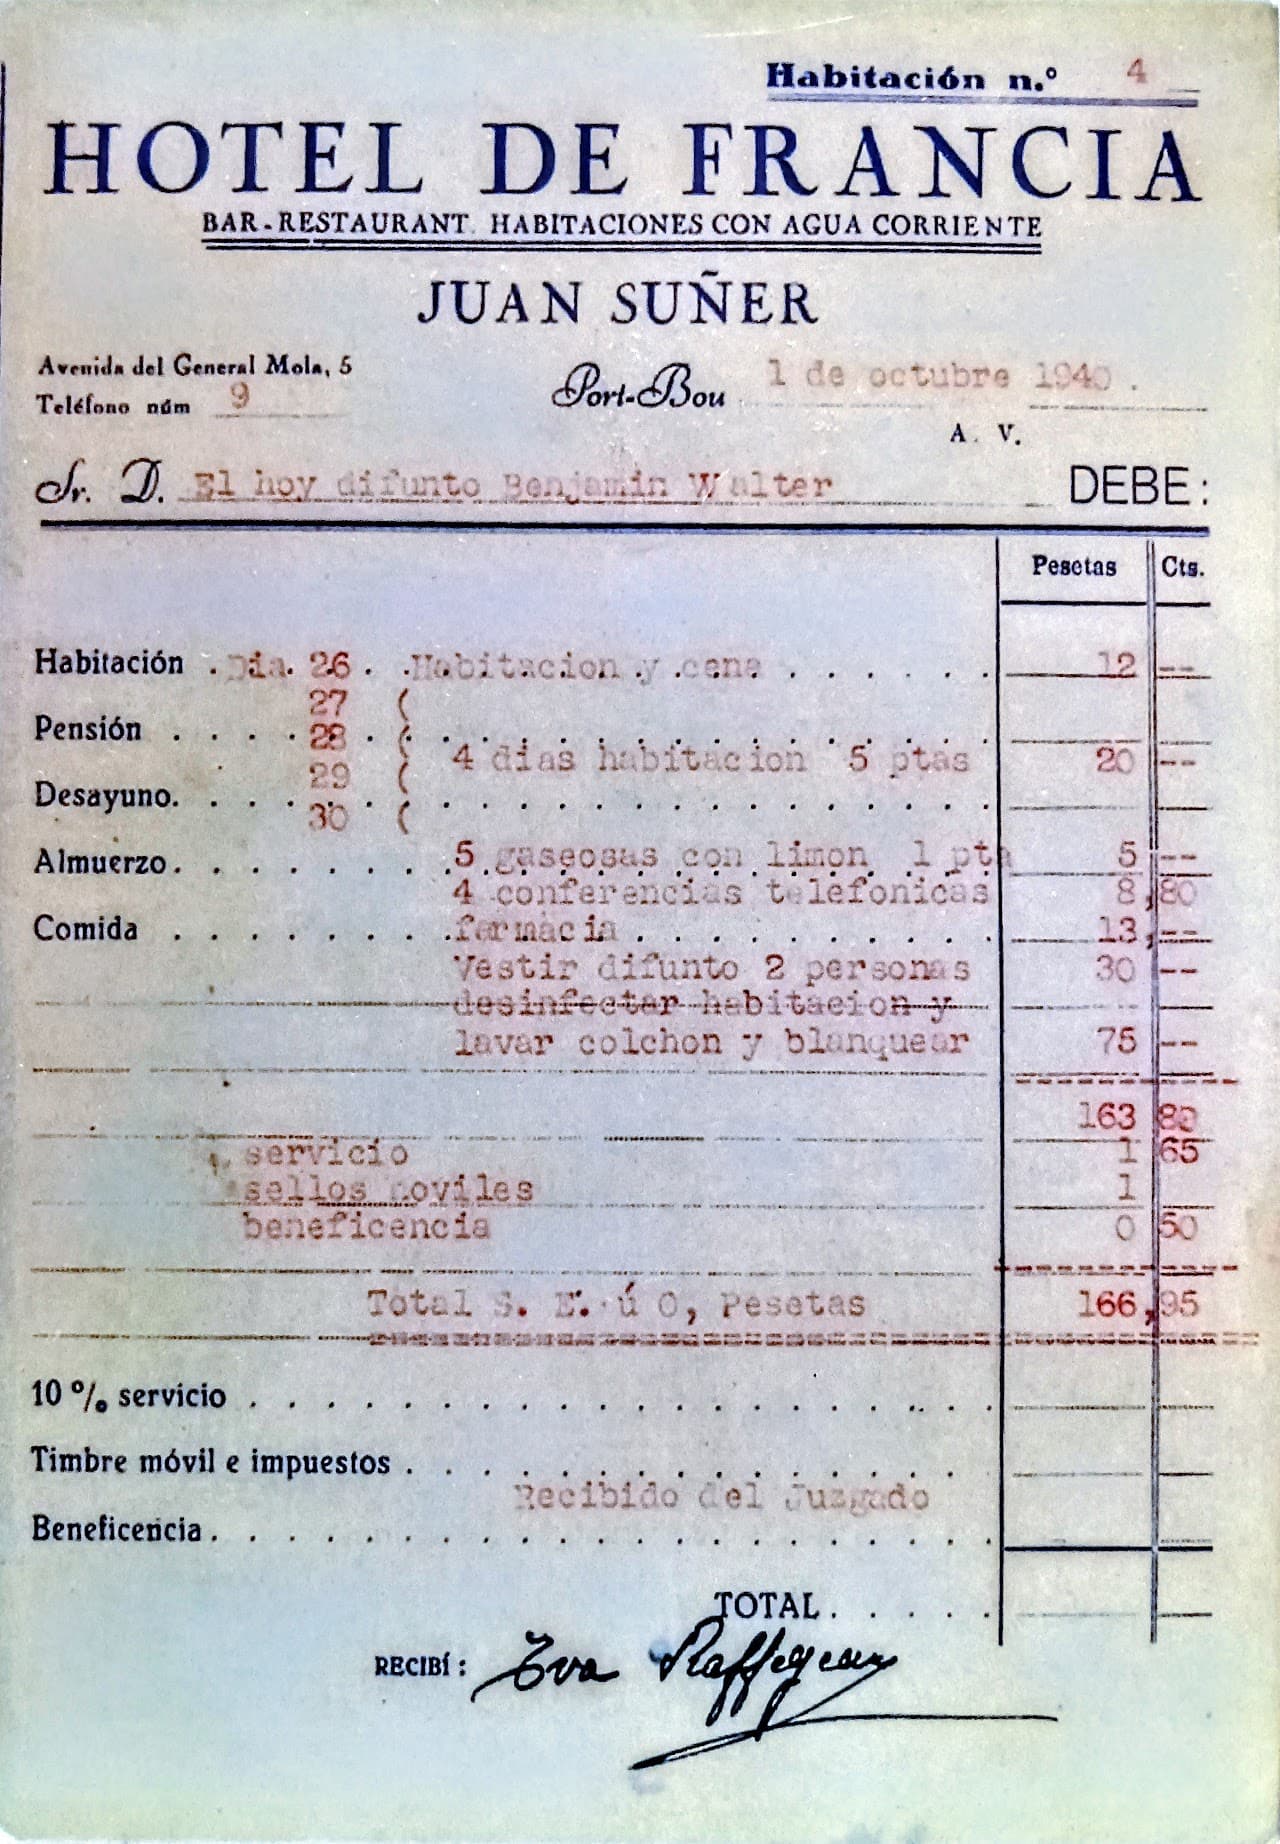 Habitación n.º 4
HOTEL DE FRANCIA
BAR-RESTAURANT. HABITACIONES CON AGUA CORRIENTE
JUAN SUÑER
Avenida del General Mola, 5
Teléfono núm 9
Port-Bou 1 de octubre 1940.
A. V.
Sr. D. El hoy difunto Benjamin Walter DEBE:
Pesetas Cts.
Habitación . Dia. 26 . .Habitacion y cena 12 --
27 (
Pensión 28 (
4 dias habitacion 5 ptas 20 --
29 (
Desayuno. 30 (
Almuerzo. 5 gaseosas con limon 1 pta 5 --
4 conferencias telefonicas 8,80
Comida farmacia 13,--
Vestir difunto 2 personas 30 --
desinfectar habitacion y
lavar colchon y blanquear 75 --
163 80
servicio 1 65
sellos moviles 1
beneficencia 0 50
Total S. E. ú O, Pesetas 166,95
10 % servicio
Timbre móvil e impuestos
Recibido del Juzgado
Beneficencia
TOTAL
RECIBÍ: